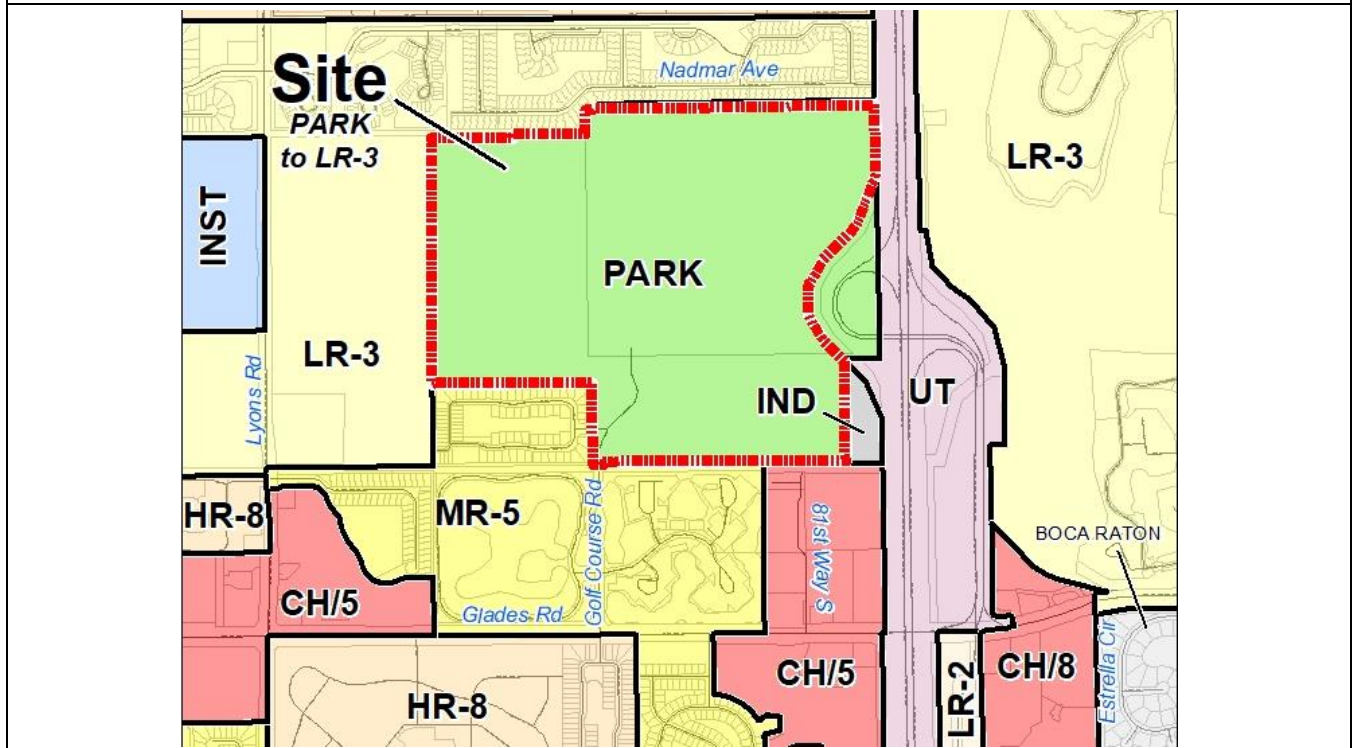 Nadmar Ave
Site
PARK
to LR-3
LR-3
INST
PARK
LR-3
Lyons Rd
IND
UT
HR-8
MR-5
Golf Course Rd
81st Way S
BOCA RATON
CH/5
Glades Rd
CH/5
LR-2
CH/8
Estrella Cir
HR-8